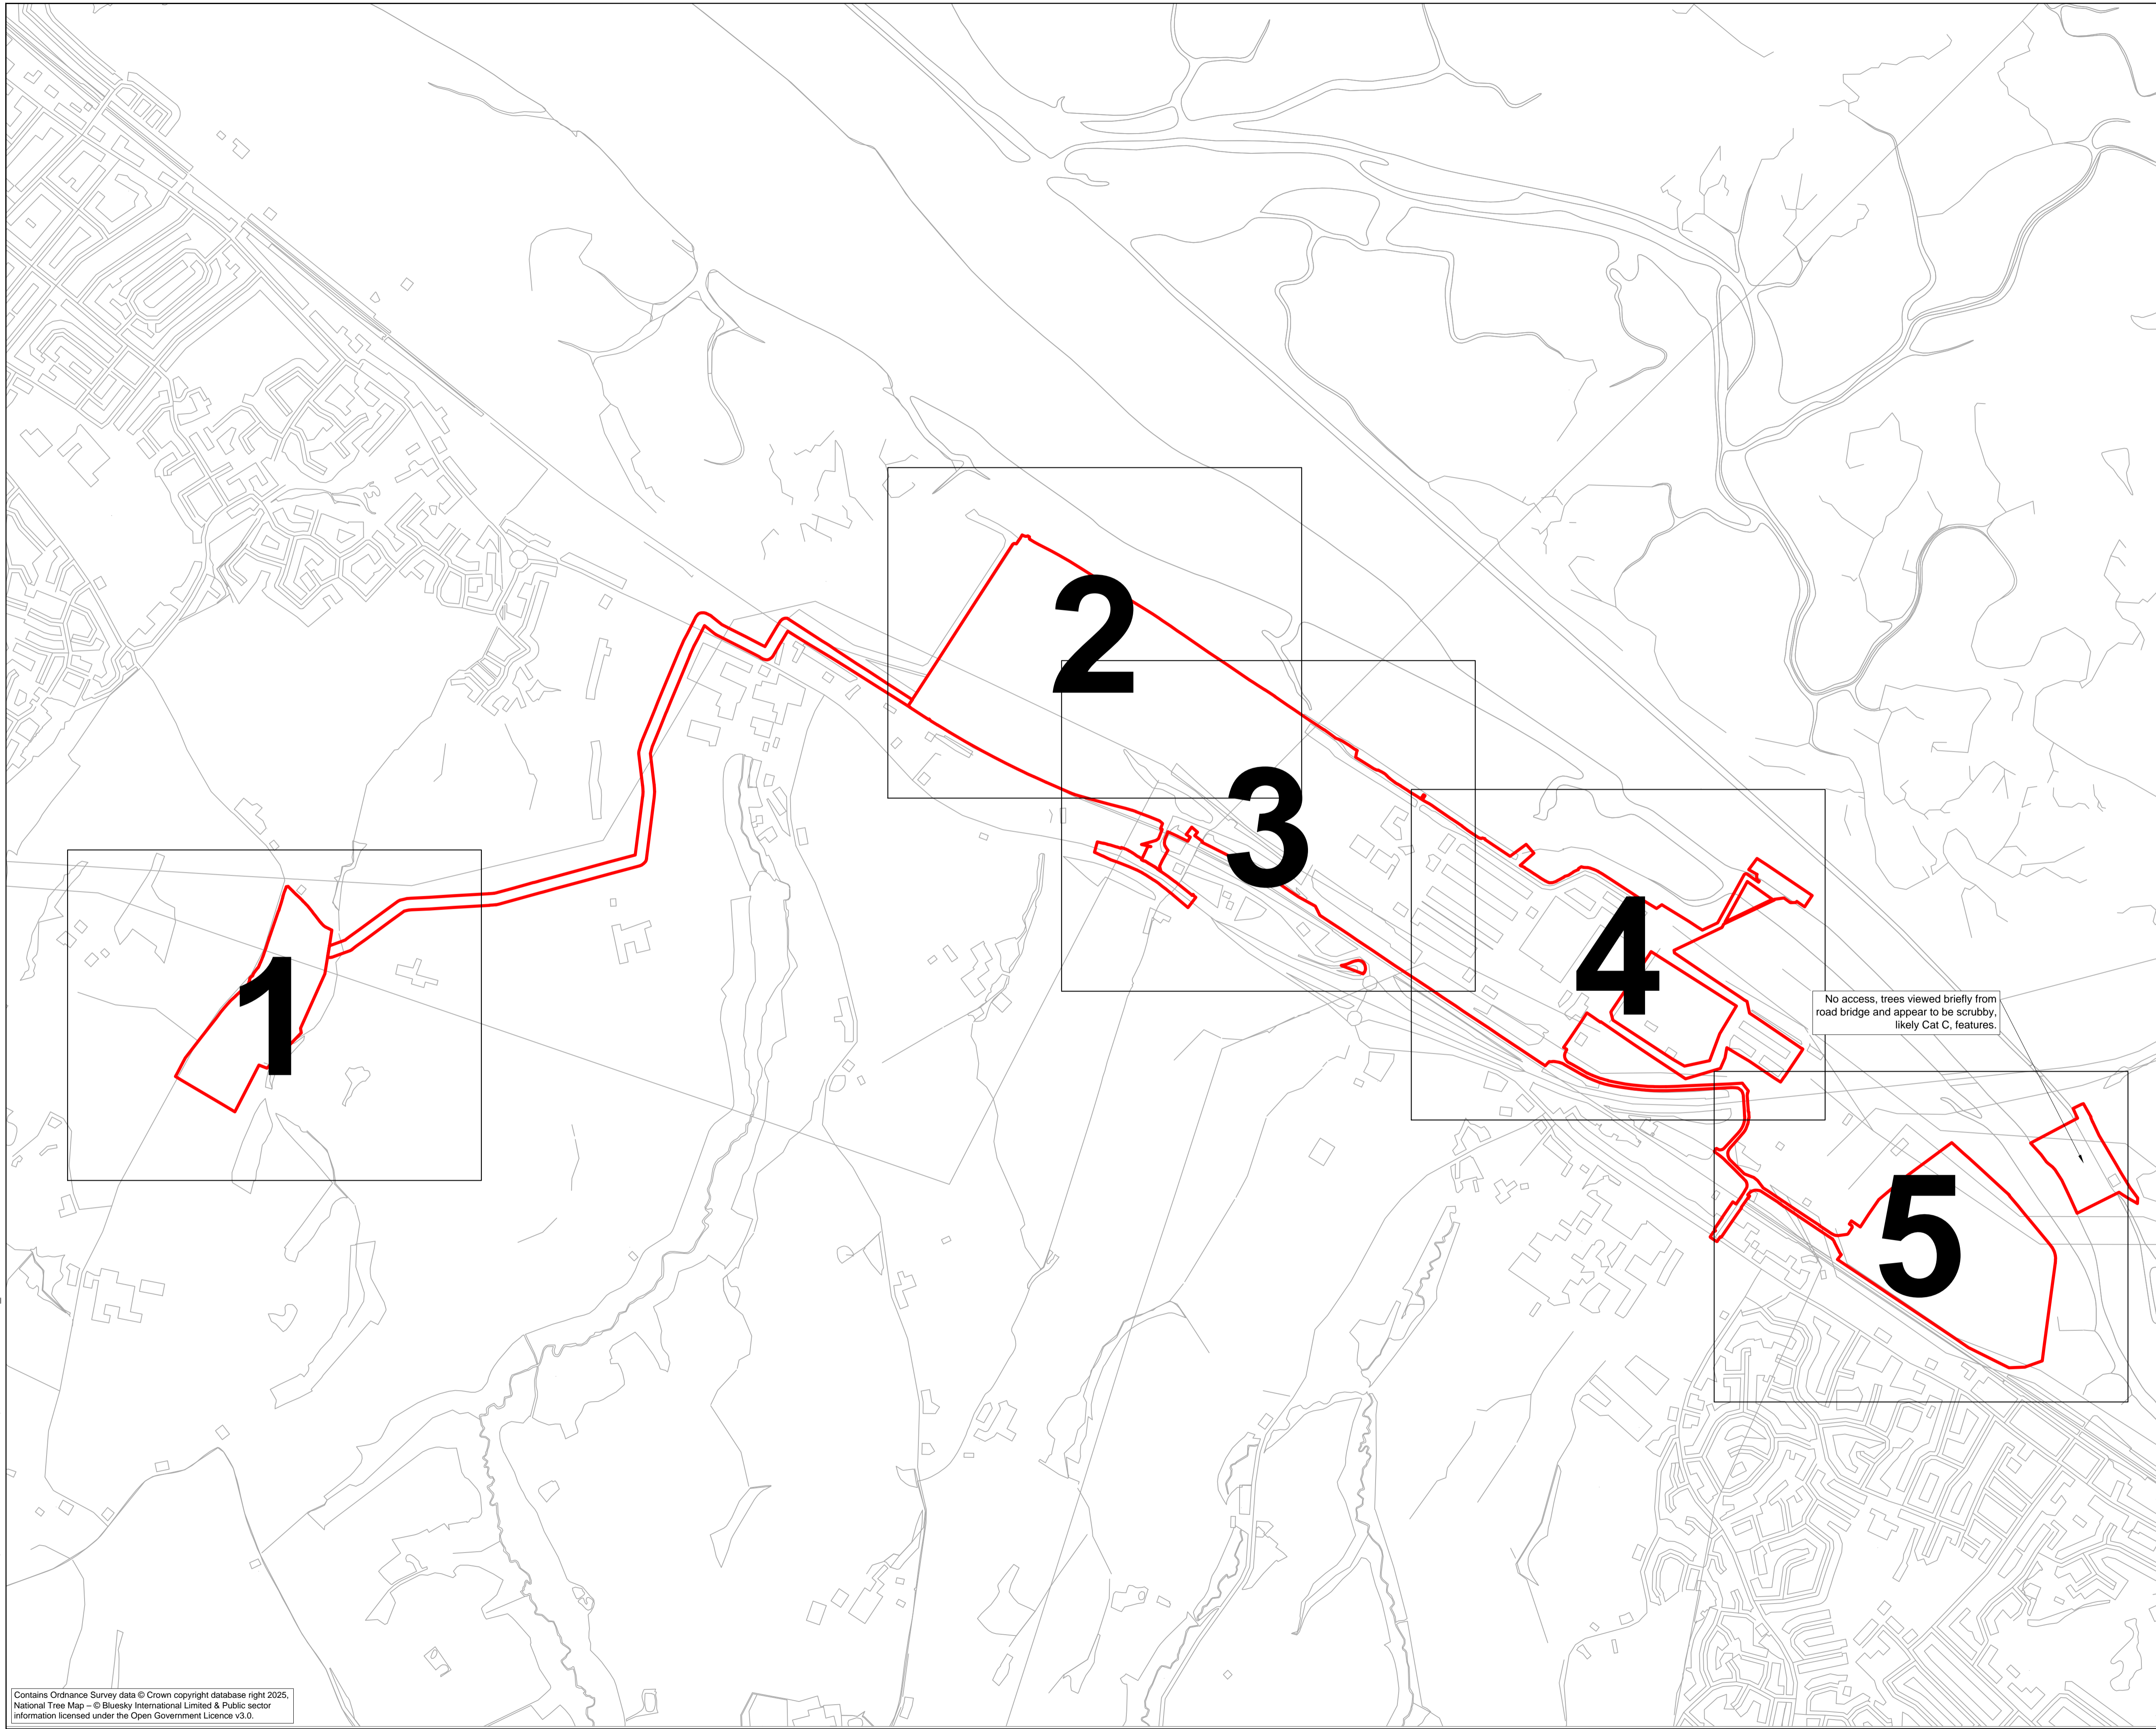 2
3
4
1
No access, trees viewed briefly from
road bridge and appear to be scrubby,
likely Cat C, features.
5
Contains Ordnance Survey data © Crown copyright database right 2025,
National Tree Map – © Bluesky International Limited & Public sector
information licensed under the Open Government Licence v3.0.